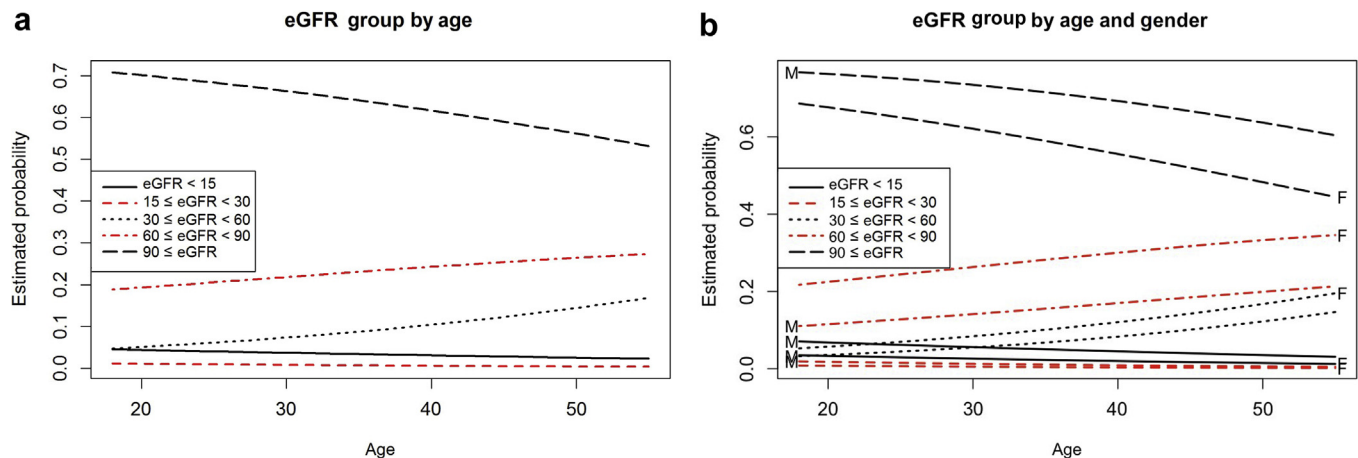 a
eGFR group by age
Estimated probability
0.7
0.6
0.5
0.4
0.3
0.2
0.1
0.0
eGFR < 15
15 ≤ eGFR < 30
30 ≤ eGFR < 60
60 ≤ eGFR < 90
90 ≤ eGFR
20 30 40 50
Age
b
eGFR group by age and gender
Estimated probability
0.6
0.4
0.2
0.0
M
M
M
M
M
eGFR < 15
15 ≤ eGFR < 30
30 ≤ eGFR < 60
60 ≤ eGFR < 90
90 ≤ eGFR
F
F
F
F
F
20 30 40 50
Age